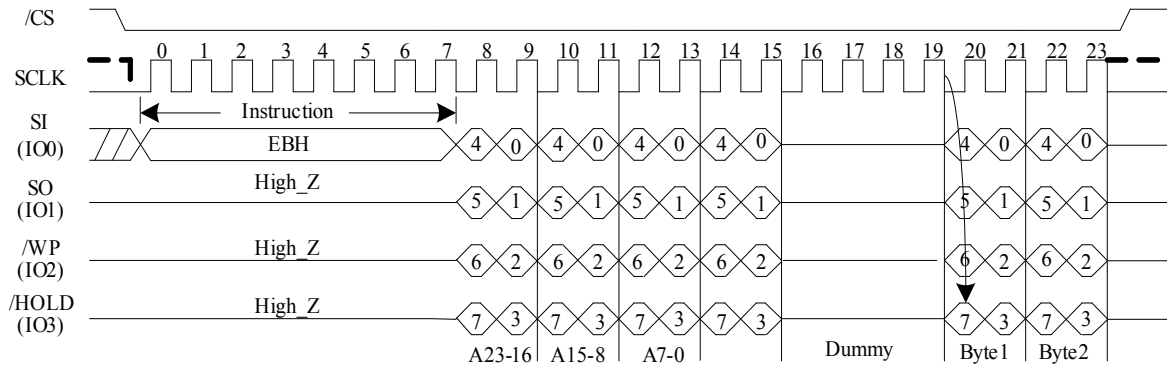 /CS
0 1 2 3 4 5 6 7 8 9 10 11 12 13 14 15 16 17 18 19 20 21 22 23
SCLK
Instruction
SI
(IO0)
EBH
4 0 4 0 4 0 4 0 4 0 4 0
High_Z
SO
(IO1)
5 1 5 1 5 1 5 1 5 1 5 1
High_Z
/WP
(IO2)
6 2 6 2 6 2 6 2 6 2 6 2
High_Z
/HOLD
(IO3)
7 3 7 3 7 3 7 3 7 3 7 3
A23-16 A15-8 A7-0 Dummy Byte1 Byte2